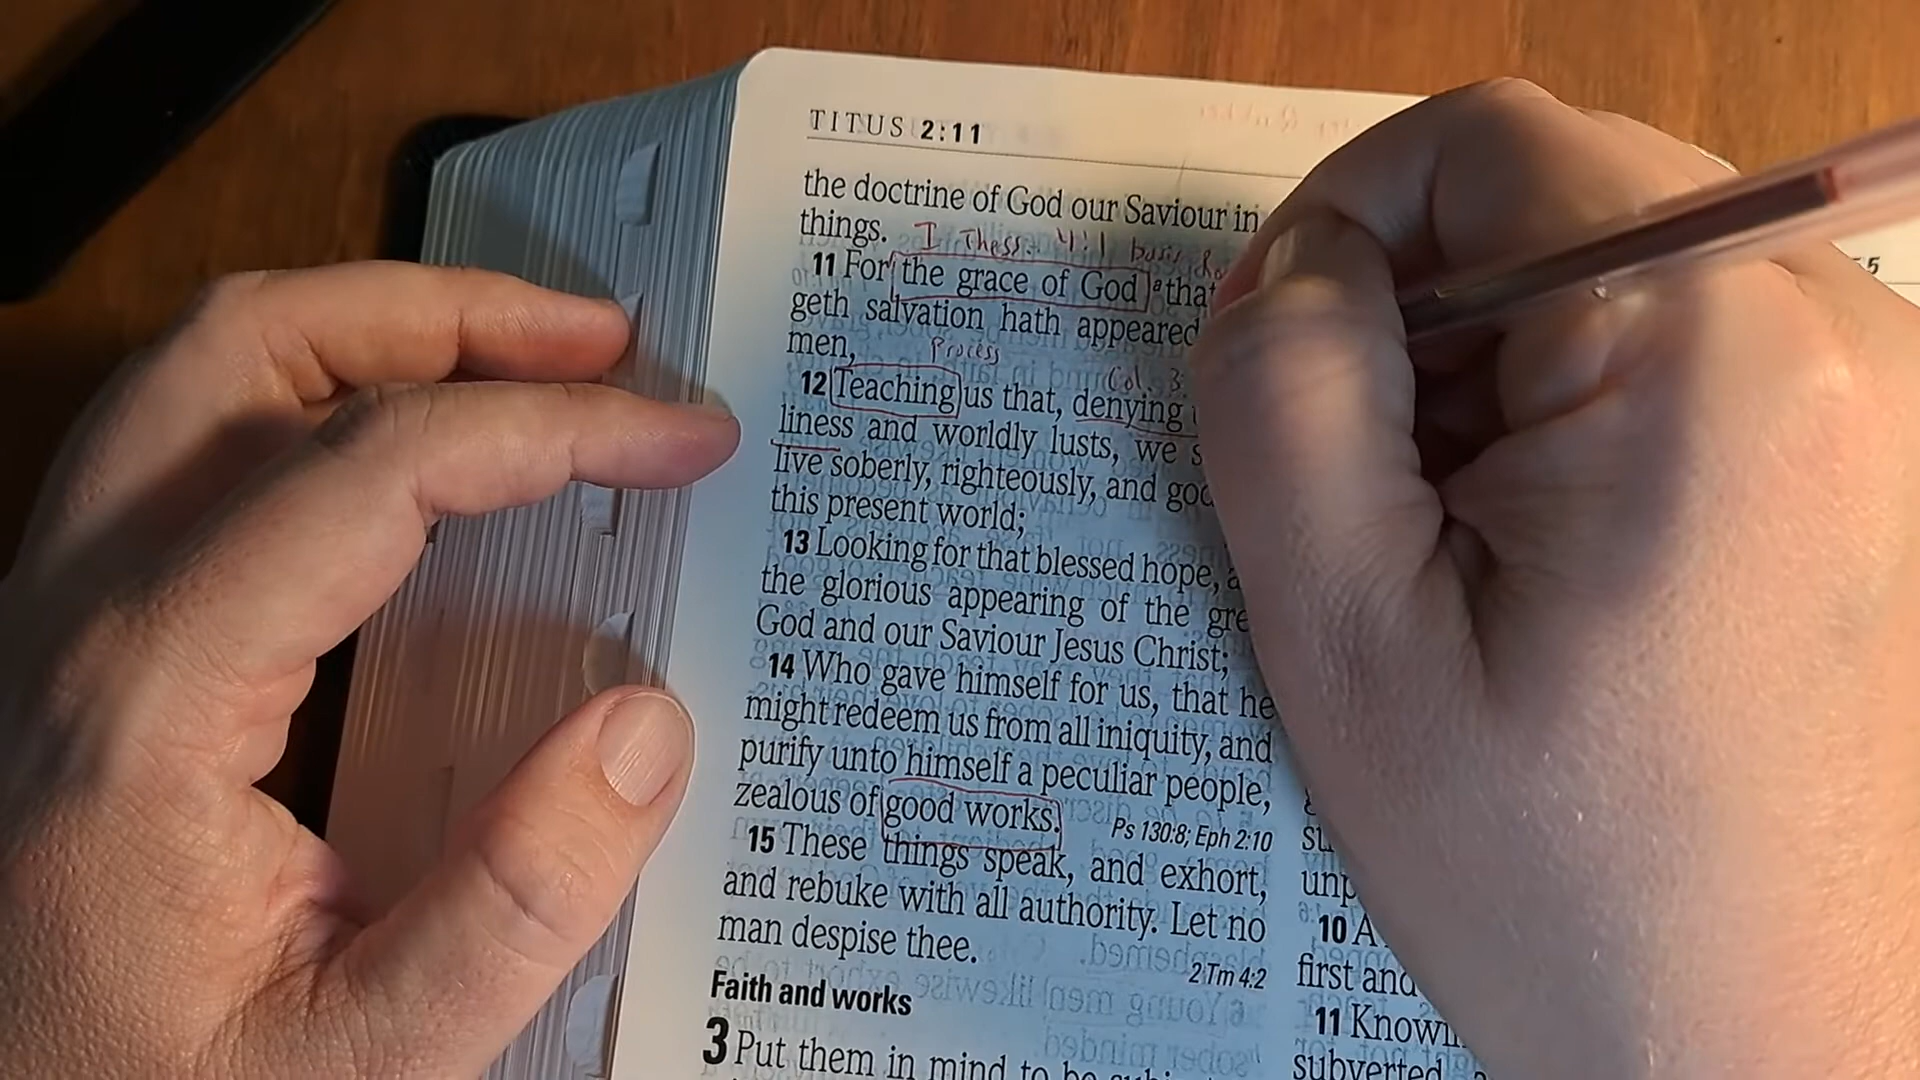 TITUS 2:11
the doctrine of God our Saviour in
things. I Thess. 4:1
11 For the grace of God a that
geth salvation hath appeared
men, Process
Col. 3:
12 Teaching us that, denying
liness and worldly lusts, we s
live soberly, righteously, and god
this present world;
13 Looking for that blessed hope, a
the glorious appearing of the gre
God and our Saviour Jesus Christ;
14 Who gave himself for us, that he
might redeem us from all iniquity, and
purify unto himself a peculiar people,
zealous of good works.
Ps 130:8; Eph 2:10
15 These things speak, and exhort,
and rebuke with all authority. Let no
man despise thee.
2 Tm 4:2
Faith and works
3 Put them in mind to be
unp
10 A
first and
11 Know
subverted